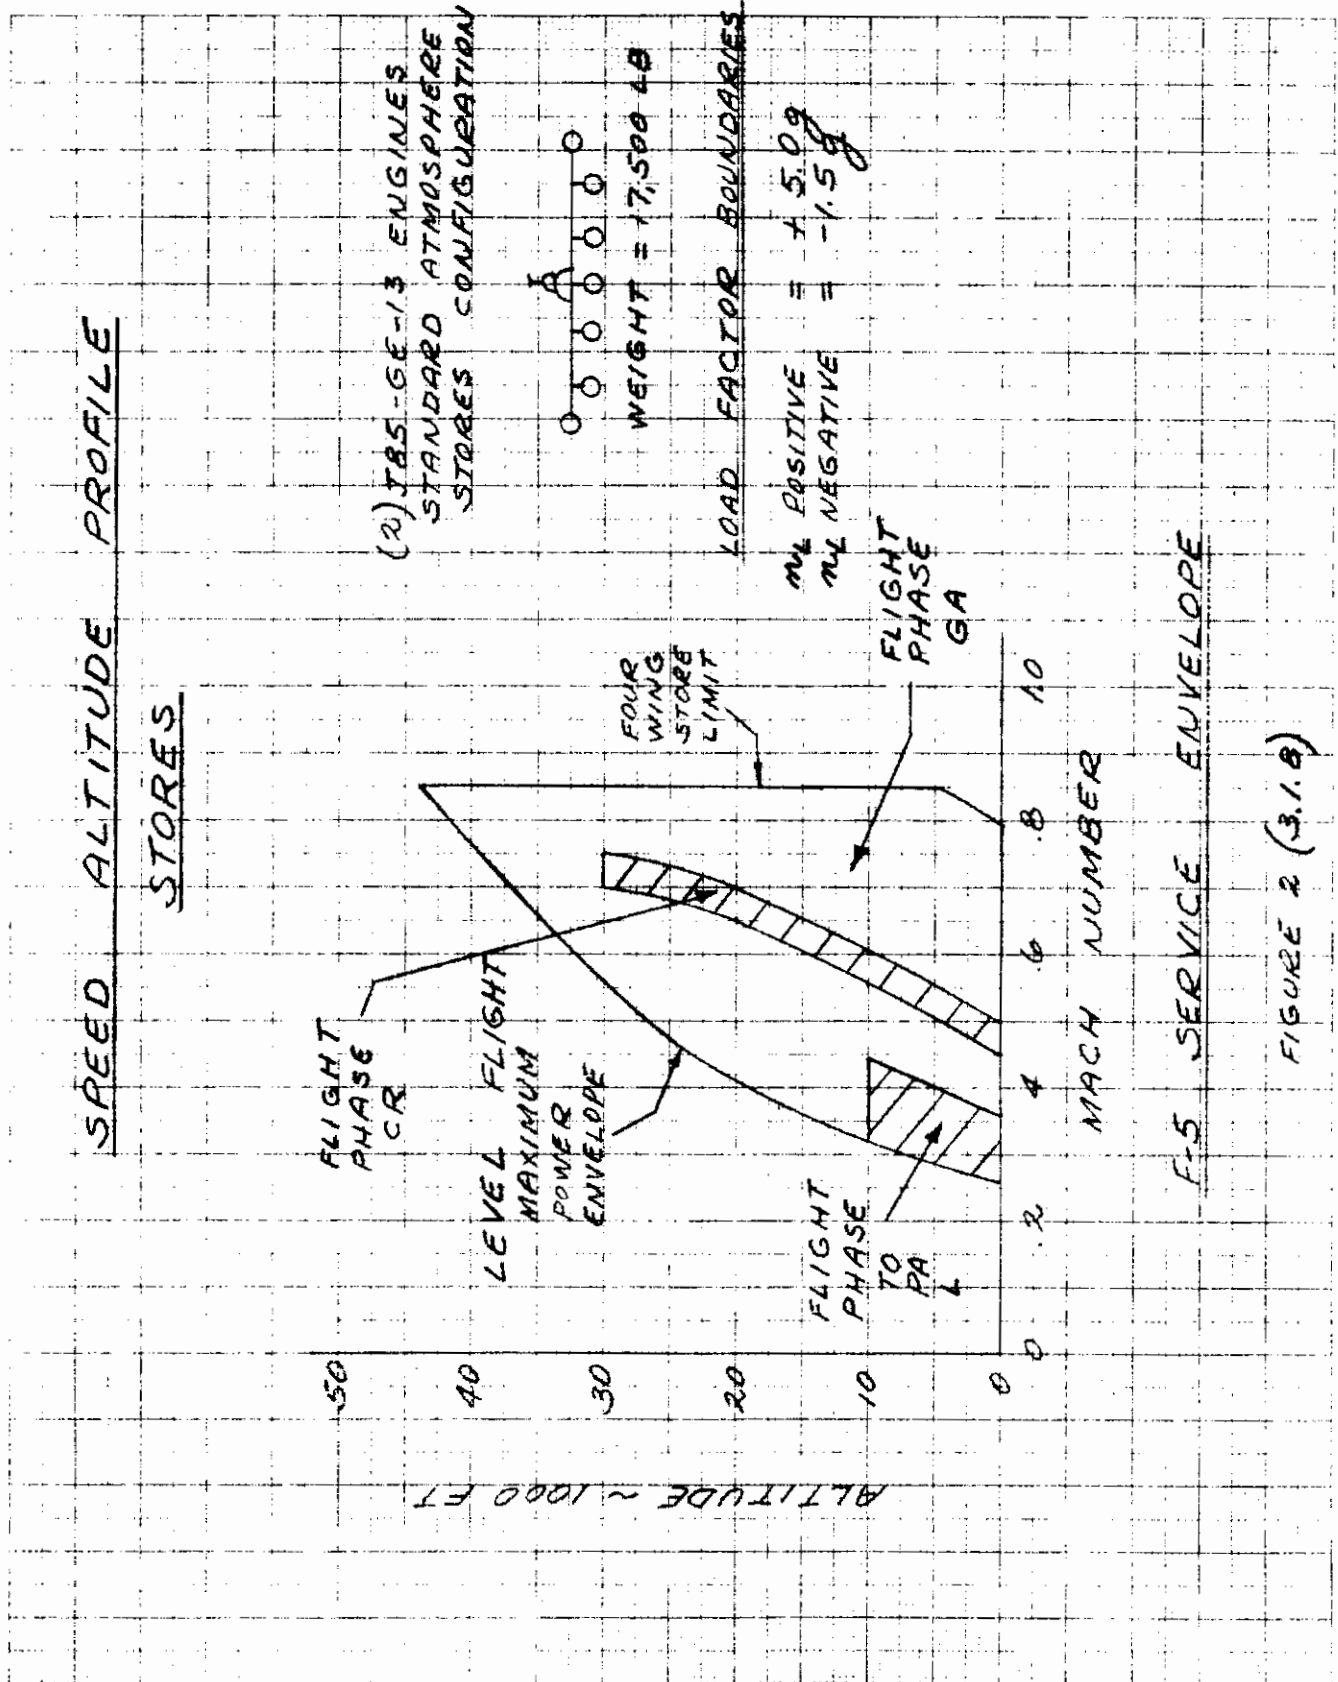 SPEED ALTITUDE PROFILE
STORES
(2) J85-GE-13 ENGINES
STANDARD ATMOSPHERE
STORES CONFIGURATION
WEIGHT = 17,500 LB
LOAD FACTOR BOUNDARIES
nL POSITIVE = + 5.0 g
nL NEGATIVE = -1.5 g
FLIGHT
PHASE
CR
LEVEL FLIGHT
MAXIMUM
POWER
ENVELOPE
FOUR
WING
STORE
LIMIT
FLIGHT
PHASE
GA
FLIGHT
PHASE
TO
PA
L
ALTITUDE ~ 1000 FT
50
40
30
20
10
0
0 .2 .4 .6 .8 1.0
MACH NUMBER
F-5 SERVICE ENVELOPE
FIGURE 2 (3.1.8)